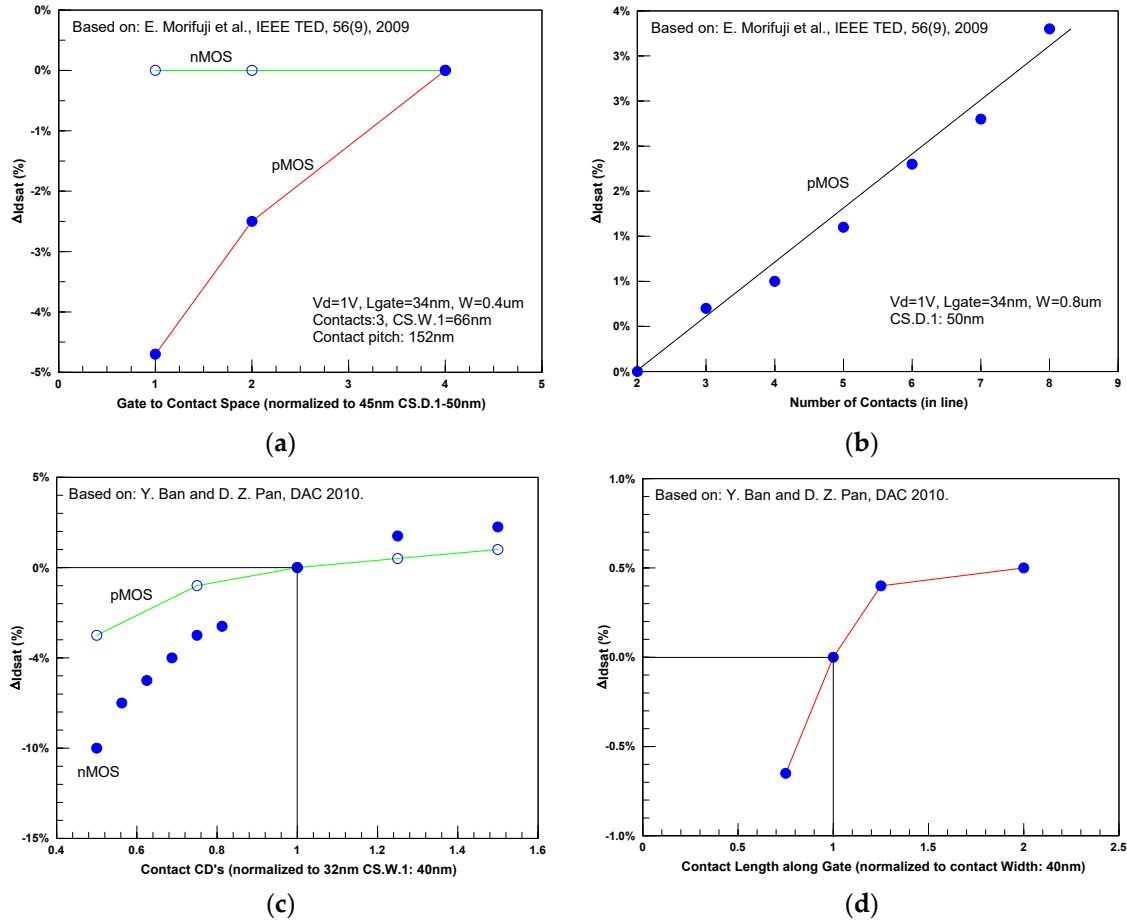 Based on: E. Morifuji et al., IEEE TED, 56(9), 2009
0%
0%
-1%
-2%
-3%
-4%
-5%
nMOS
pMOS
Vd=1V, Lgate=34nm, W=0.4um
Contacts:3, CS.W.1=66nm
Contact pitch: 152nm
ΔIdsat (%)
0 1 2 3 4 5
Gate to Contact Space (normalized to 45nm CS.D.1-50nm)
(a)
Based on: E. Morifuji et al., IEEE TED, 56(9), 2009
4%
3%
3%
2%
2%
1%
1%
0%
0%
pMOS
Vd=1V, Lgate=34nm, W=0.8um
CS.D.1: 50nm
ΔIdsat (%)
2 3 4 5 6 7 8 9
Number of Contacts (in line)
(b)
Based on: Y. Ban and D. Z. Pan, DAC 2010.
5%
0%
-4%
-10%
-15%
pMOS
nMOS
ΔIdsat (%)
0.4 0.6 0.8 1 1.2 1.4 1.6
Contact CD's (normalized to 32nm CS.W.1: 40nm)
(c)
Based on: Y. Ban and D. Z. Pan, DAC 2010.
1.0%
0.5%
0.0%
-0.5%
-1.0%
ΔIdsat (%)
0 0.5 1 1.5 2 2.5
Contact Length along Gate (normalized to contact Width: 40nm)
(d)